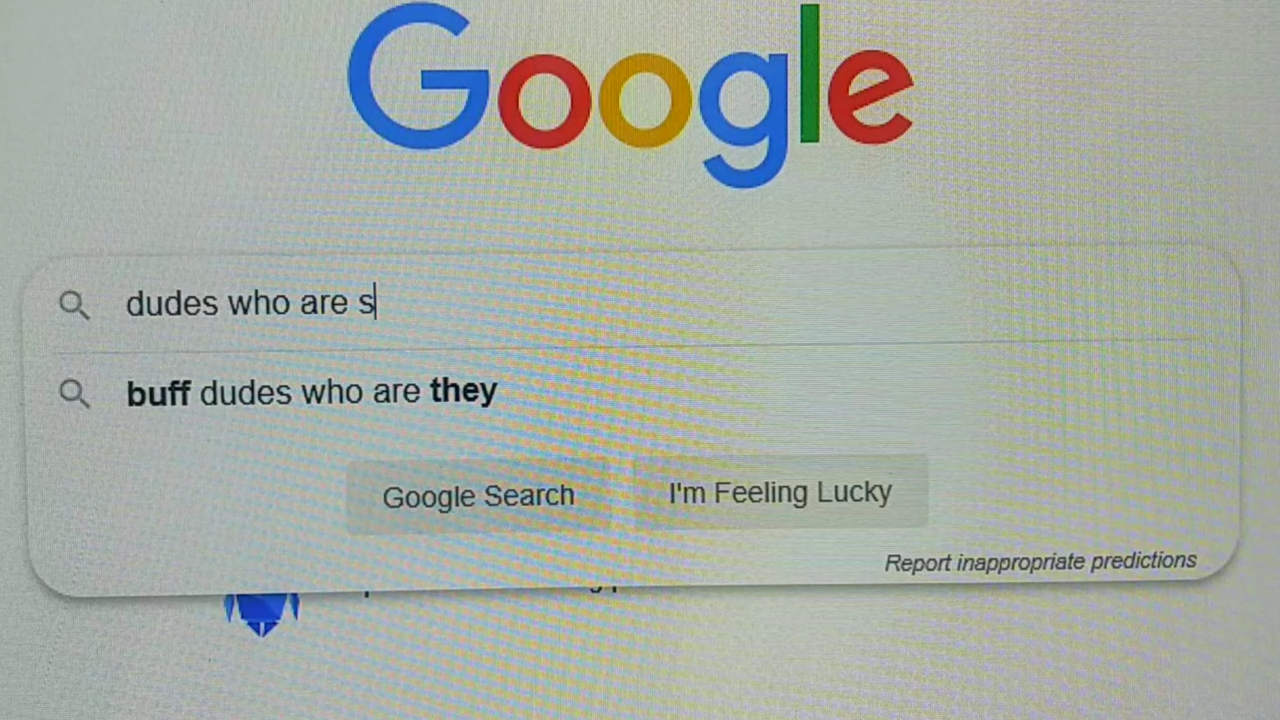 Google
dudes who are s
buff dudes who are they
Google Search
I'm Feeling Lucky
Report inappropriate predictions